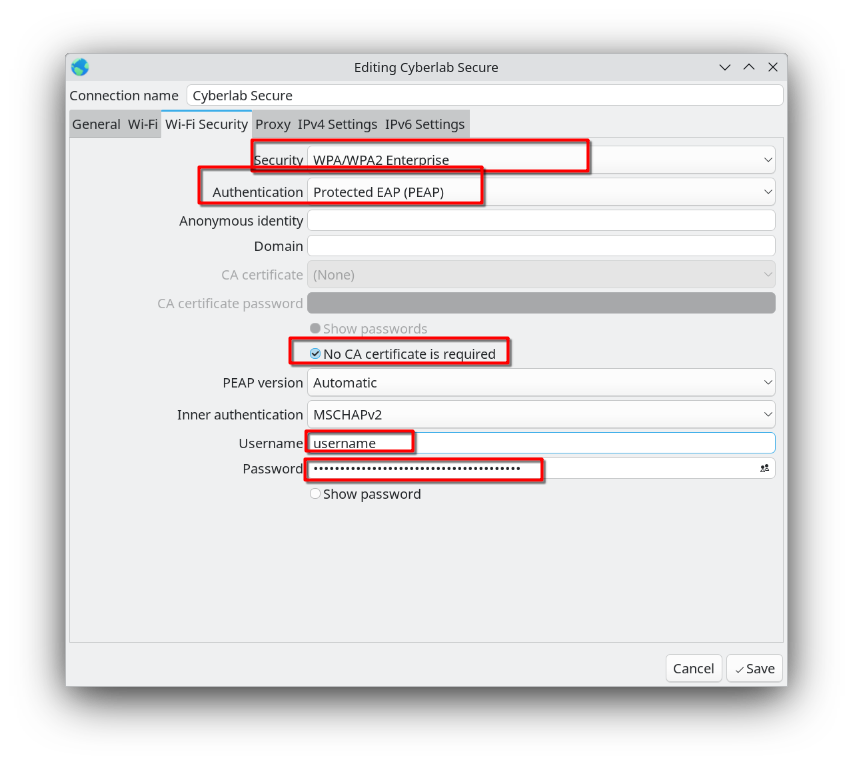 Editing Cyberlab Secure
Connection name Cyberlab Secure
General Wi-Fi Wi-Fi Security Proxy IPv4 Settings IPv6 Settings
Security WPA/WPA2 Enterprise
Authentication Protected EAP (PEAP)
Anonymous identity
Domain
CA certificate (None)
CA certificate password
Show passwords
No CA certificate is required
PEAP version Automatic
Inner authentication MSCHAPv2
Username username
Password ••••••••••••••••••••••••••••••••••••••••
Show password
Cancel Save